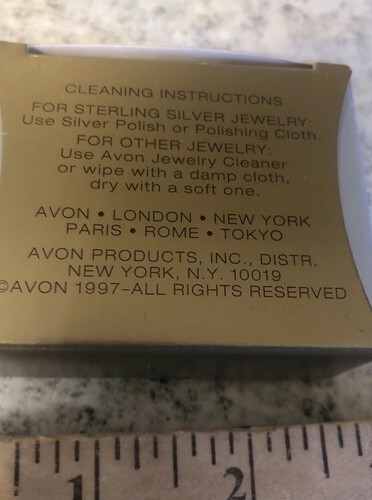 CLEANING INSTRUCTIONS
FOR STERLING SILVER JEWELRY:
Use Silver Polish or Polishing Cloth.
FOR OTHER JEWELRY:
Use Avon Jewelry Cleaner
or wipe with a damp cloth,
dry with a soft one.
AVON • LONDON • NEW YORK
PARIS • ROME • TOKYO
AVON PRODUCTS, INC., DISTR.
NEW YORK, N.Y. 10019
©AVON 1997–ALL RIGHTS RESERVED
1 2